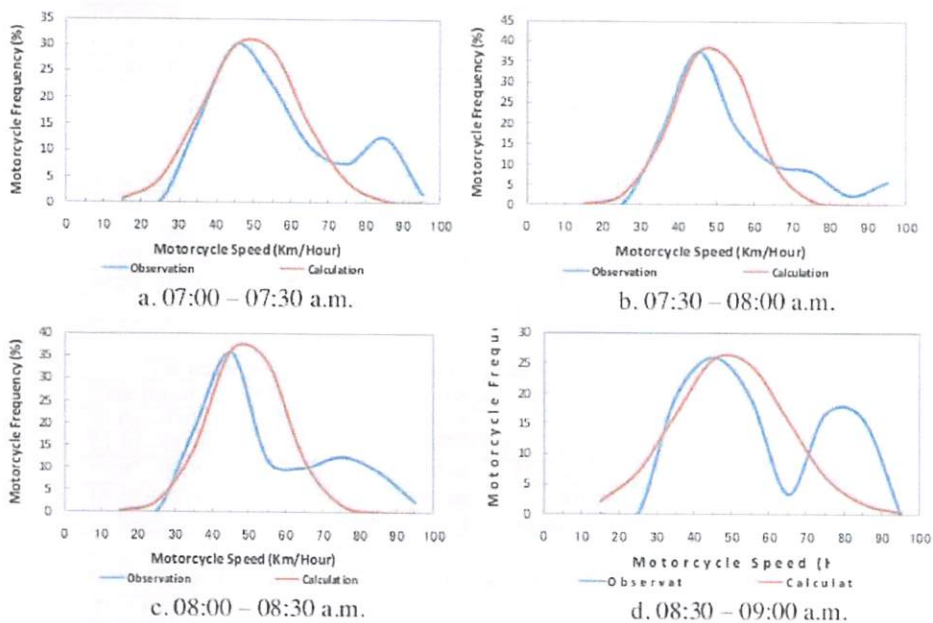 Motorcycle Frequency (%)
35
30
25
20
15
10
5
0
0 10 20 30 40 50 60 70 80 90 100
Motorcycle Speed (Km/Hour)
Observation Calculation
a. 07:00 – 07:30 a.m.
Motorcycle Frequency (%)
45
40
35
30
25
20
15
10
5
0
0 10 20 30 40 50 60 70 80 90 100
Motorcycle Speed (Km/Hour)
Observation Calculation
b. 07:30 – 08:00 a.m.
Motorcycle Frequency (%)
40
35
30
25
20
15
10
5
0
0 10 20 30 40 50 60 70 80 90 100
Motorcycle Speed (Km/Hour)
Observation Calculation
c. 08:00 – 08:30 a.m.
Motorcycle Frequ
30
25
20
15
10
5
0
0 10 20 30 40 50 60 70 80 90 100
Motorcycle Speed (
Observat Calculat
d. 08:30 – 09:00 a.m.